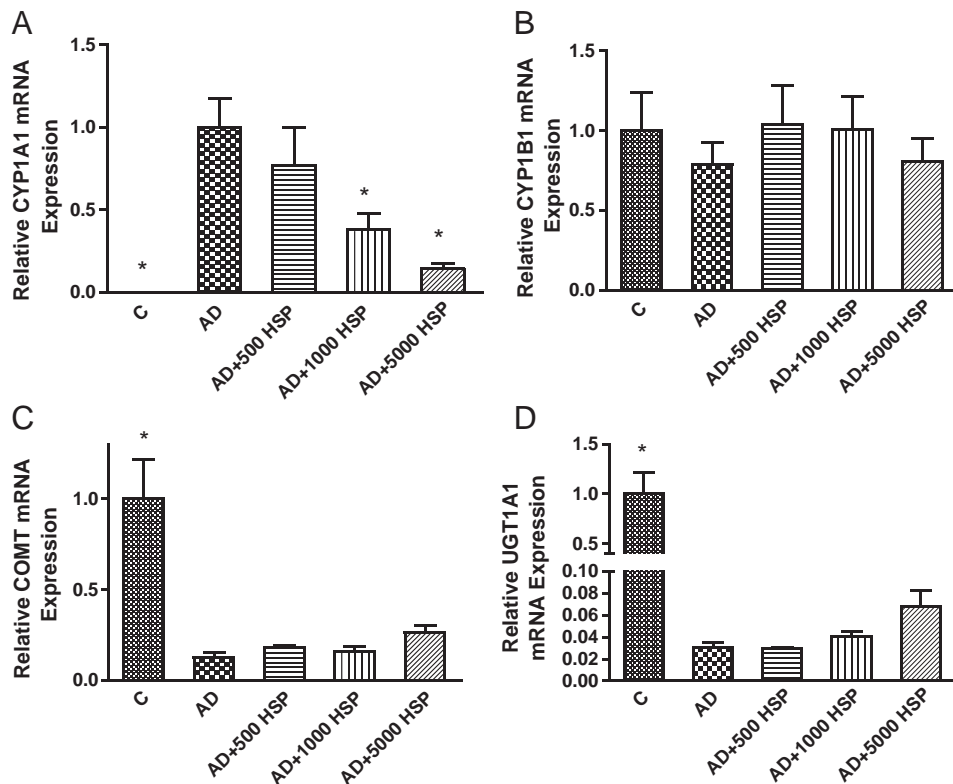 A
Relative CYP1A1 mRNA
Expression
1.5
1.0
0.5
0.0
*
*
*
C
AD
AD+500 HSP
AD+1000 HSP
AD+5000 HSP
B
Relative CYP1B1 mRNA
Expression
1.5
1.0
0.5
0.0
C
AD
AD+500 HSP
AD+1000 HSP
AD+5000 HSP
C
Relative COMT mRNA
Expression
1.0
0.5
0.0
*
C
AD
AD+500 HSP
AD+1000 HSP
AD+5000 HSP
D
Relative UGT1A1
mRNA Expression
1.5
1.0
0.5
0.10
0.08
0.06
0.04
0.02
0.00
*
C
AD
AD+500 HSP
AD+1000 HSP
AD+5000 HSP